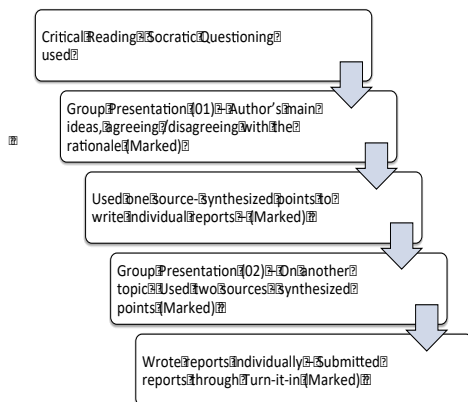 Critical Reading – Socratic Questioning
used
Group Presentation (01) – Author's main
ideas, agreeing /disagreeing with the
rationale (Marked)
Used one source- synthesized points to
write individual reports – (Marked)
Group Presentation (02) – On another
topic. Used two sources – synthesized
points (Marked)
Wrote reports individually – Submitted
reports through Turn-it-in (Marked)